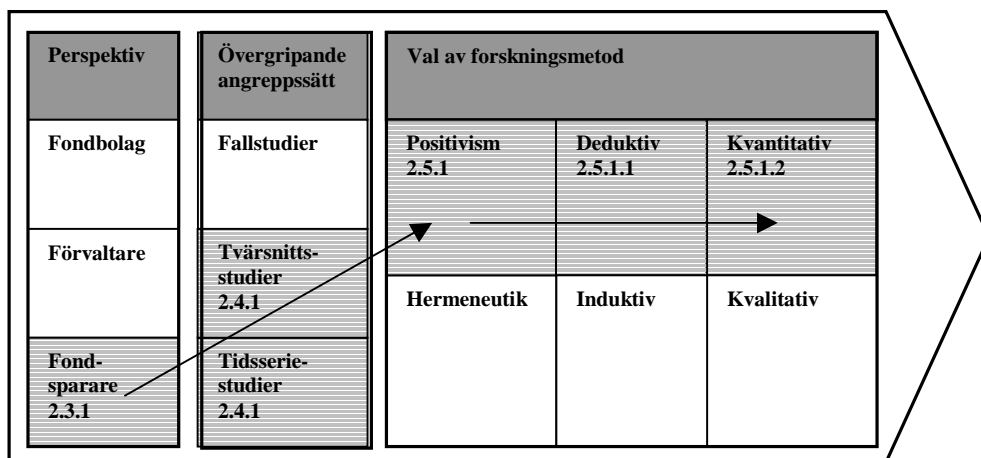 Perspektiv
Fondbolag
Förvaltare
Fond-
sparare
2.3.1
Övergripande
angreppssätt
Fallstudier
Tvärsnitts-
studier
2.4.1
Tidsserie-
studier
2.4.1
Val av forskningsmetod
Positivism
2.5.1
Deduktiv
2.5.1.1
Kvantitativ
2.5.1.2
Hermeneutik
Induktiv
Kvalitativ